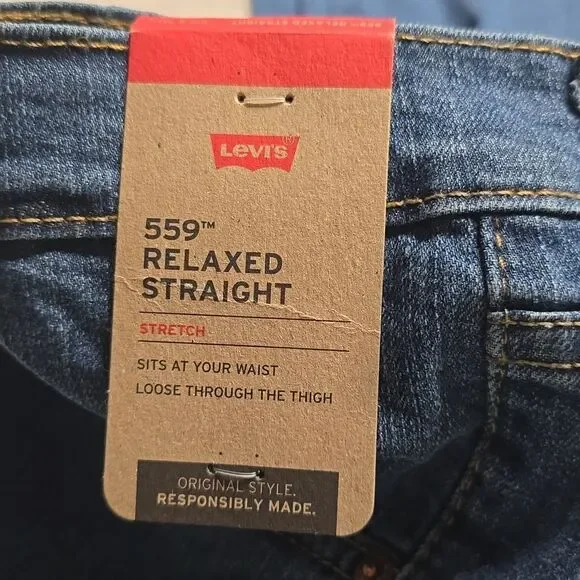 LEVI'S®
559™
RELAXED
STRAIGHT
STRETCH
SITS AT YOUR WAIST
LOOSE THROUGH THE THIGH
ORIGINAL STYLE.
RESPONSIBLY MADE.